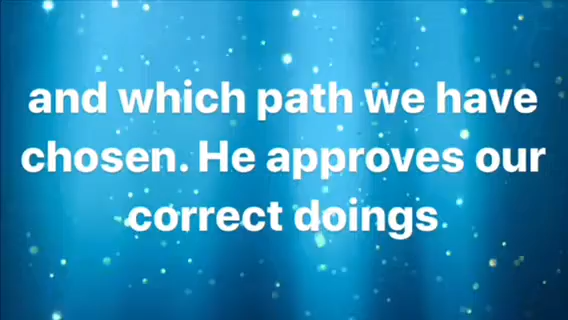 and which path we have
chosen. He approves our
correct doings